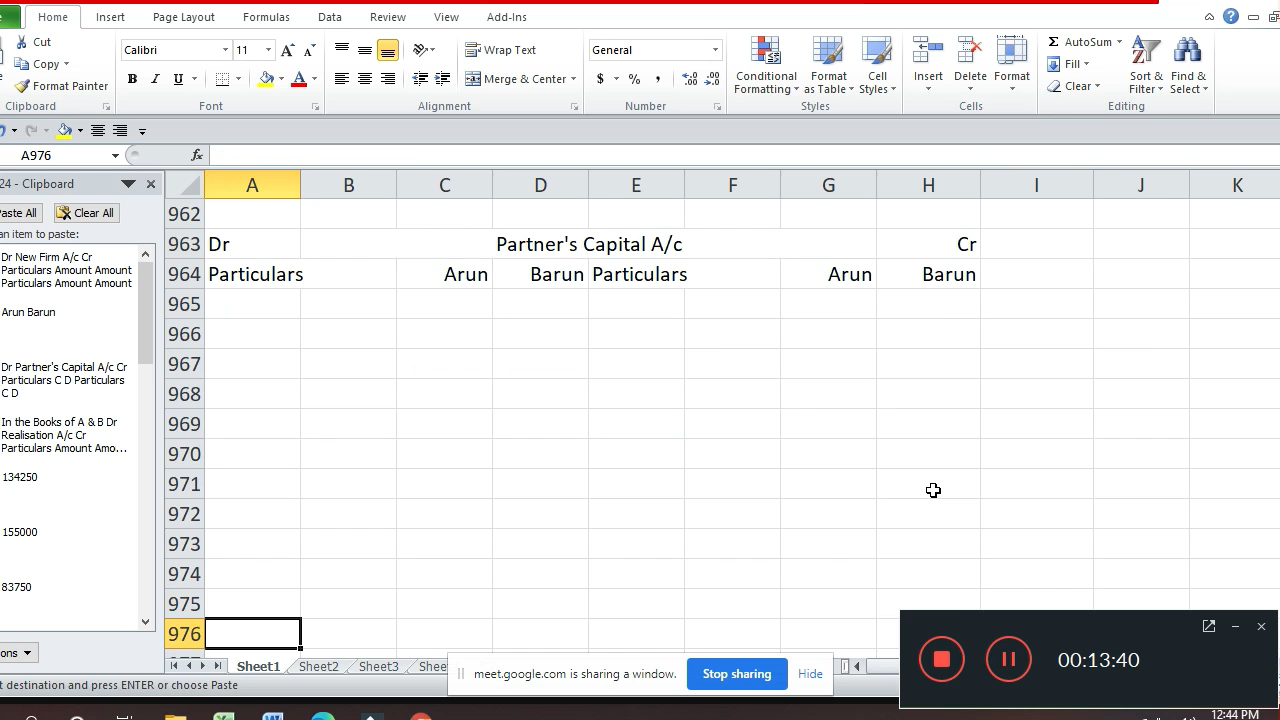 Home Insert Page Layout Formulas Data Review View Add-Ins
Cut
Copy
Format Painter
Clipboard
Calibri 11
B I U
Font
Wrap Text
Merge & Center
Alignment
General
$ % ,
Number
Conditional Formatting
Format as Table
Cell Styles
Styles
Insert Delete Format
Cells
AutoSum
Fill
Clear
Sort & Filter
Find & Select
Editing
A976 fx
24 - Clipboard
Paste All Clear All
an item to paste:
Dr New Firm A/c Cr
Particulars Amount Amount
Particulars Amount Amount
Arun Barun
Dr Partner's Capital A/c Cr
Particulars C D Particulars
C D
In the Books of A & B Dr
Realisation A/c Cr
Particulars Amount Amo...
134250
155000
83750
A B C D E F G H I J K
962
963 Dr Partner's Capital A/c Cr
964 Particulars Arun Barun Particulars Arun Barun
965
966
967
968
969
970
971
972
973
974
975
976
Sheet1 Sheet2 Sheet3
meet.google.com is sharing a window. Stop sharing Hide
00:13:40
t destination and press ENTER or choose Paste
12:44 PM